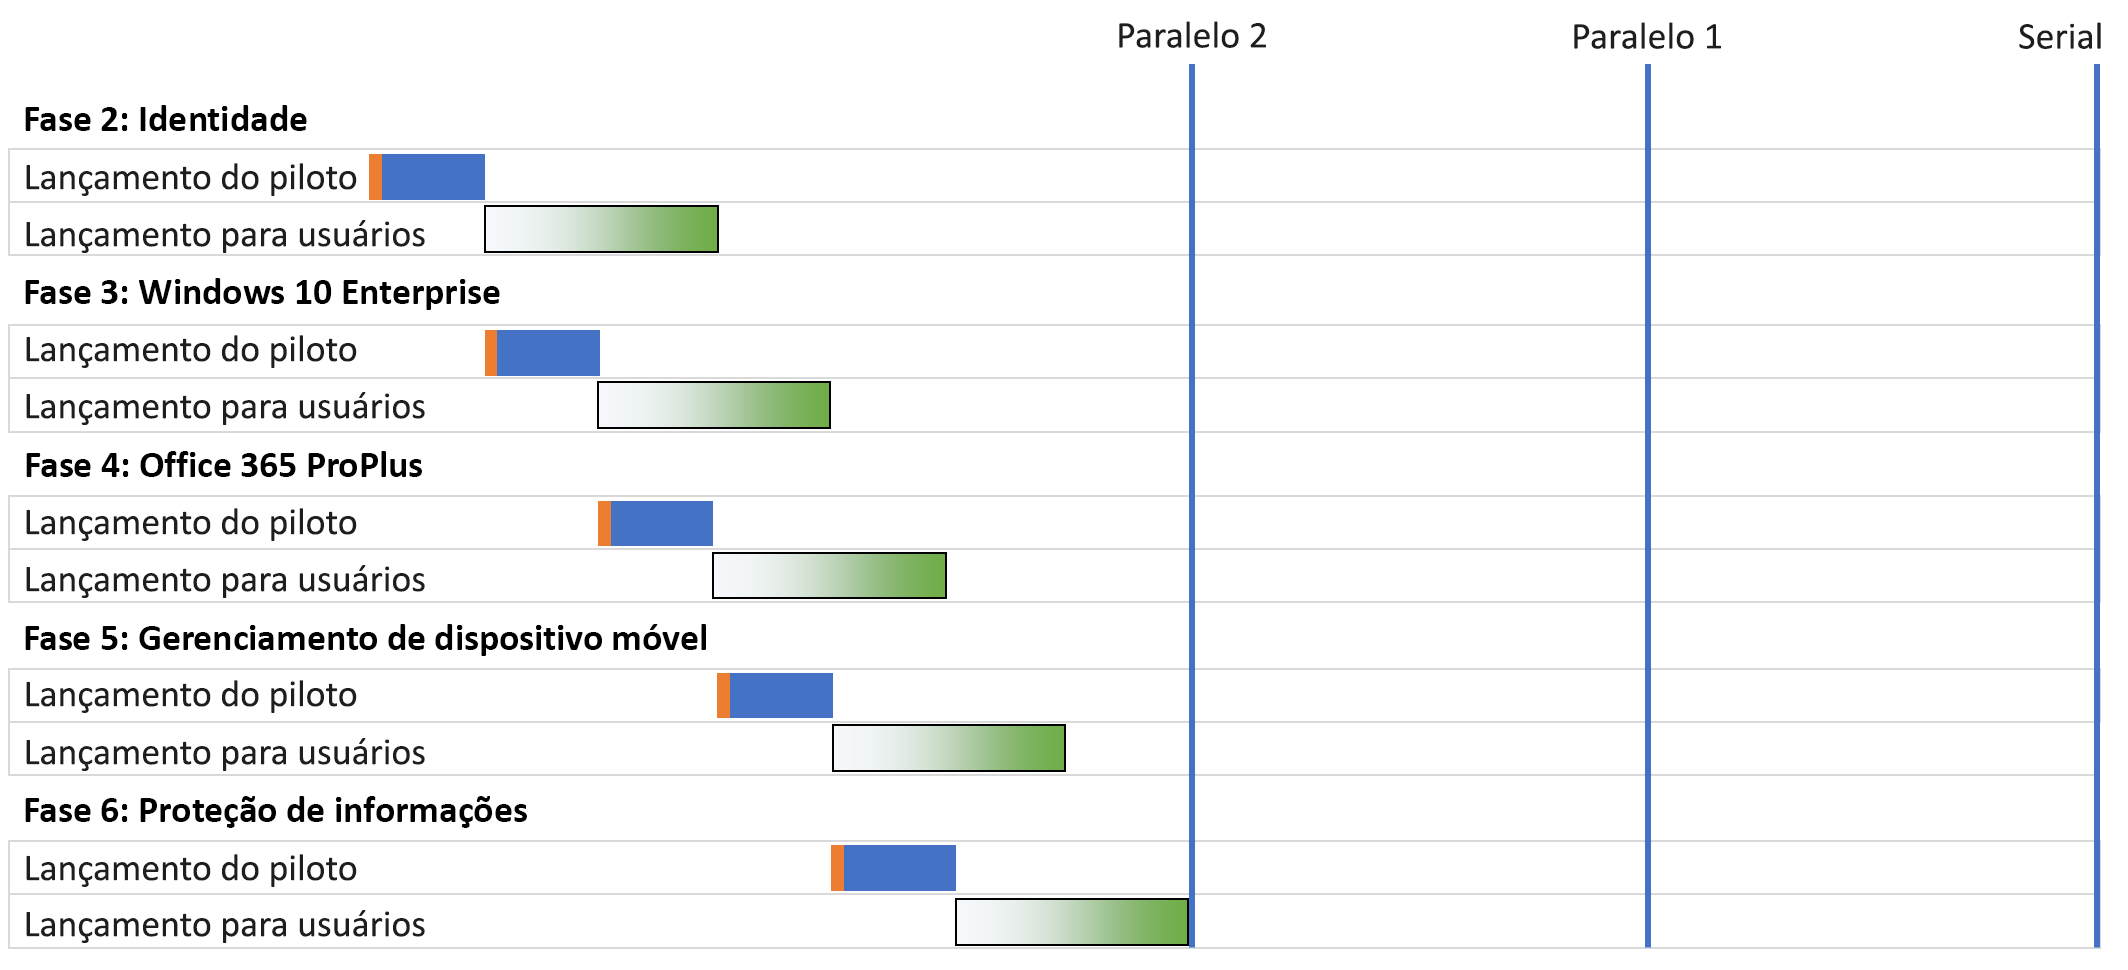 Paralelo 2
Paralelo 1
Serial
Fase 2: Identidade
Lançamento do piloto
Lançamento para usuários
Fase 3: Windows 10 Enterprise
Lançamento do piloto
Lançamento para usuários
Fase 4: Office 365 ProPlus
Lançamento do piloto
Lançamento para usuários
Fase 5: Gerenciamento de dispositivo móvel
Lançamento do piloto
Lançamento para usuários
Fase 6: Proteção de informações
Lançamento do piloto
Lançamento para usuários